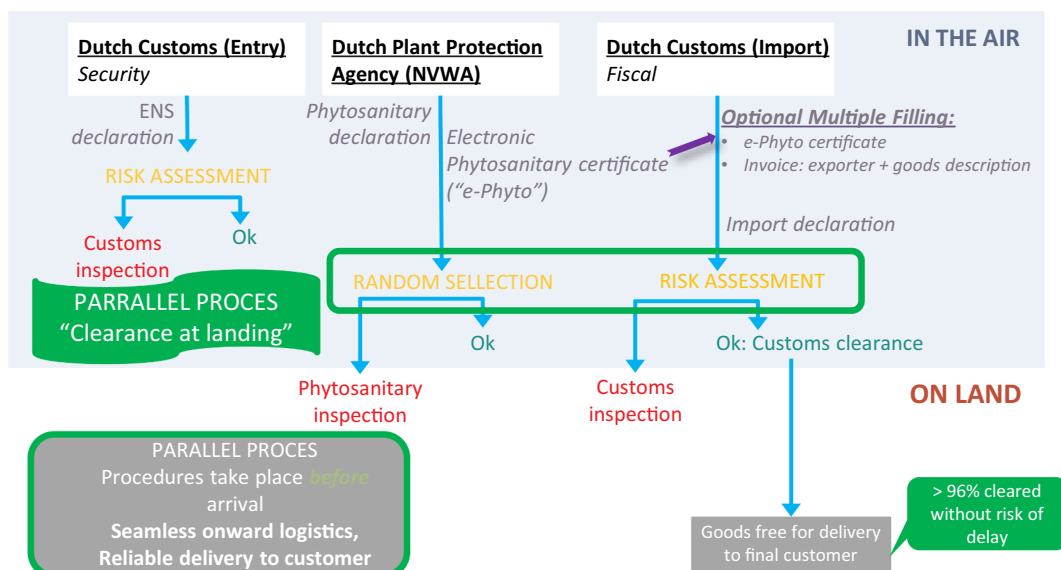 IN THE AIR
Dutch Customs (Entry)
Security
ENS
declaration
RISK ASSESSMENT
Customs
inspection
Ok
PARRALLEL PROCES
“Clearance at landing”
Dutch Plant Protection
Agency (NVWA)
Phytosanitary
declaration
Electronic
Phytosanitary certificate
(“e-Phyto”)
RANDOM SELLECTION
Ok
Phytosanitary
inspection
Dutch Customs (Import)
Fiscal
Optional Multiple Filling:
• e-Phyto certificate
• Invoice: exporter + goods description
Import declaration
RISK ASSESSMENT
Ok: Customs clearance
Customs
inspection
ON LAND
PARALLEL PROCES
Procedures take place before
arrival
Seamless onward logistics,
Reliable delivery to customer
Goods free for delivery
to final customer
> 96% cleared
without risk of
delay